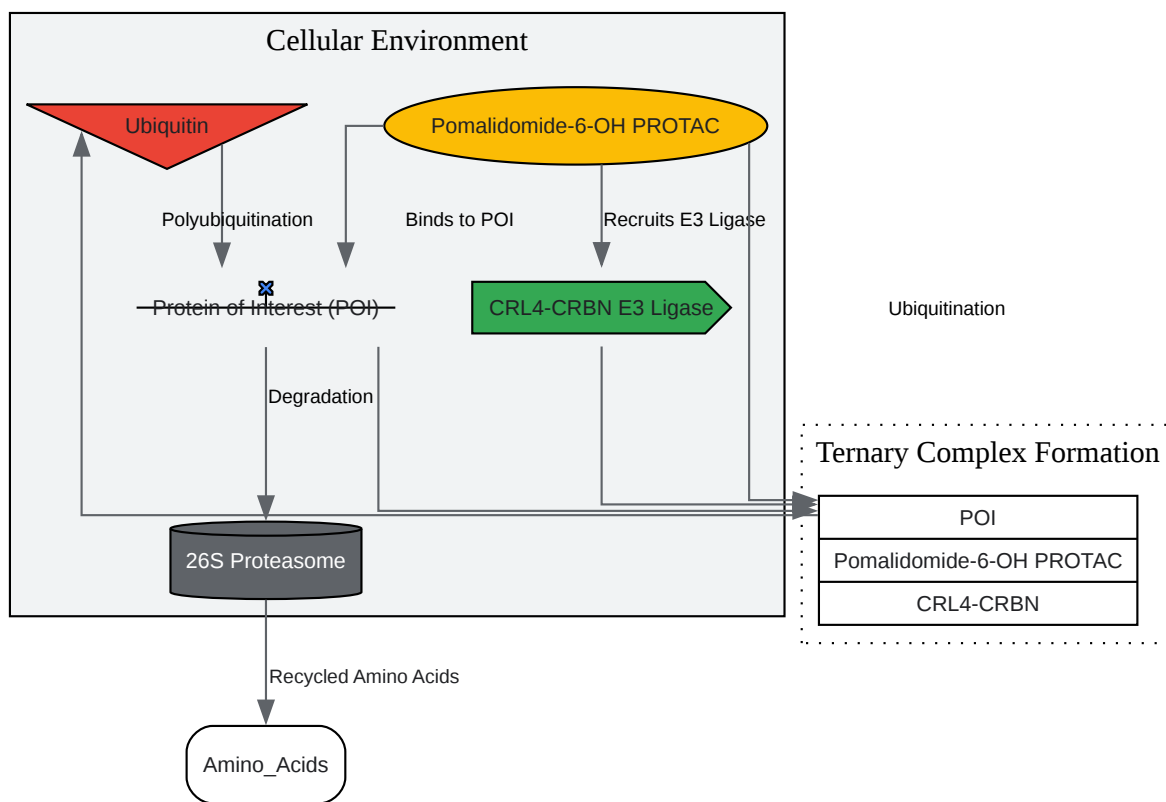 Cellular Environment
Ubiquitin
Pomalidomide-6-OH PROTAC
Polyubiquitination
Binds to POI
Recruits E3 Ligase
Protein of Interest (POI)
CRL4-CRBN E3 Ligase
Ubiquitination
Degradation
Ternary Complex Formation
POI
Pomalidomide-6-OH PROTAC
CRL4-CRBN
26S Proteasome
Recycled Amino Acids
Amino_Acids